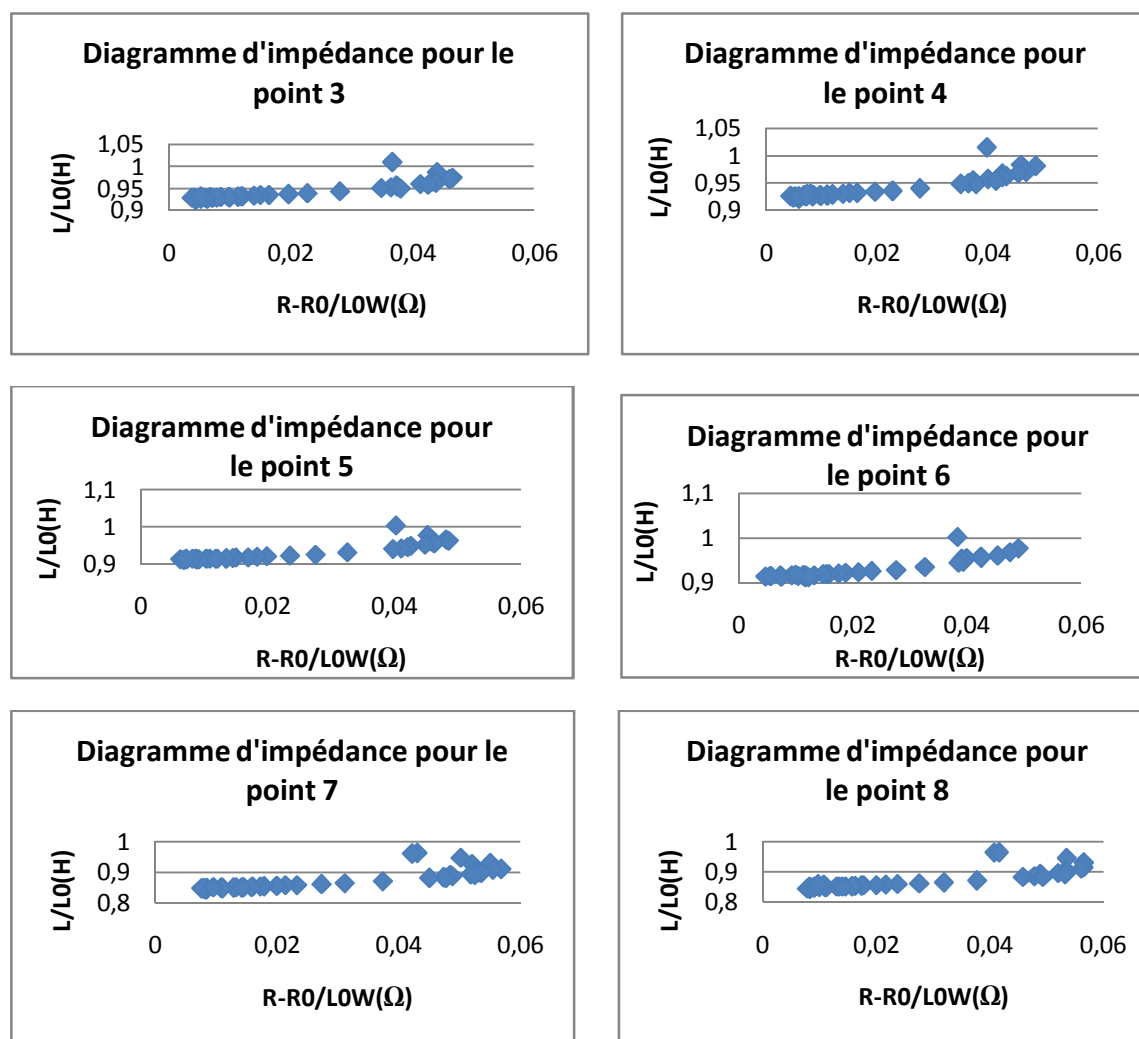 Diagramme d'impédance pour le
point 3
L/L0(H)
1,05
1
0,95
0,9
0
0,02
0,04
0,06
R-R0/L0W(Ω)
Diagramme d'impédance pour
le point 4
L/L0(H)
1,05
1
0,95
0,9
0
0,02
0,04
0,06
R-R0/L0W(Ω)
Diagramme d'impédance pour
le point 5
L/L0(H)
1,1
1
0,9
0
0,02
0,04
0,06
R-R0/L0W(Ω)
Diagramme d'impédance pour
le point 6
L/L0(H)
1,1
1
0,9
0
0,02
0,04
0,06
R-R0/L0W(Ω)
Diagramme d'impédance pour le
point 7
L/L0(H)
1
0,9
0,8
0
0,02
0,04
0,06
R-R0/L0W(Ω)
Diagramme d'impédance pour
le point 8
L/L0(H)
1
0,9
0,8
0
0,02
0,04
0,06
R-R0/L0W(Ω)